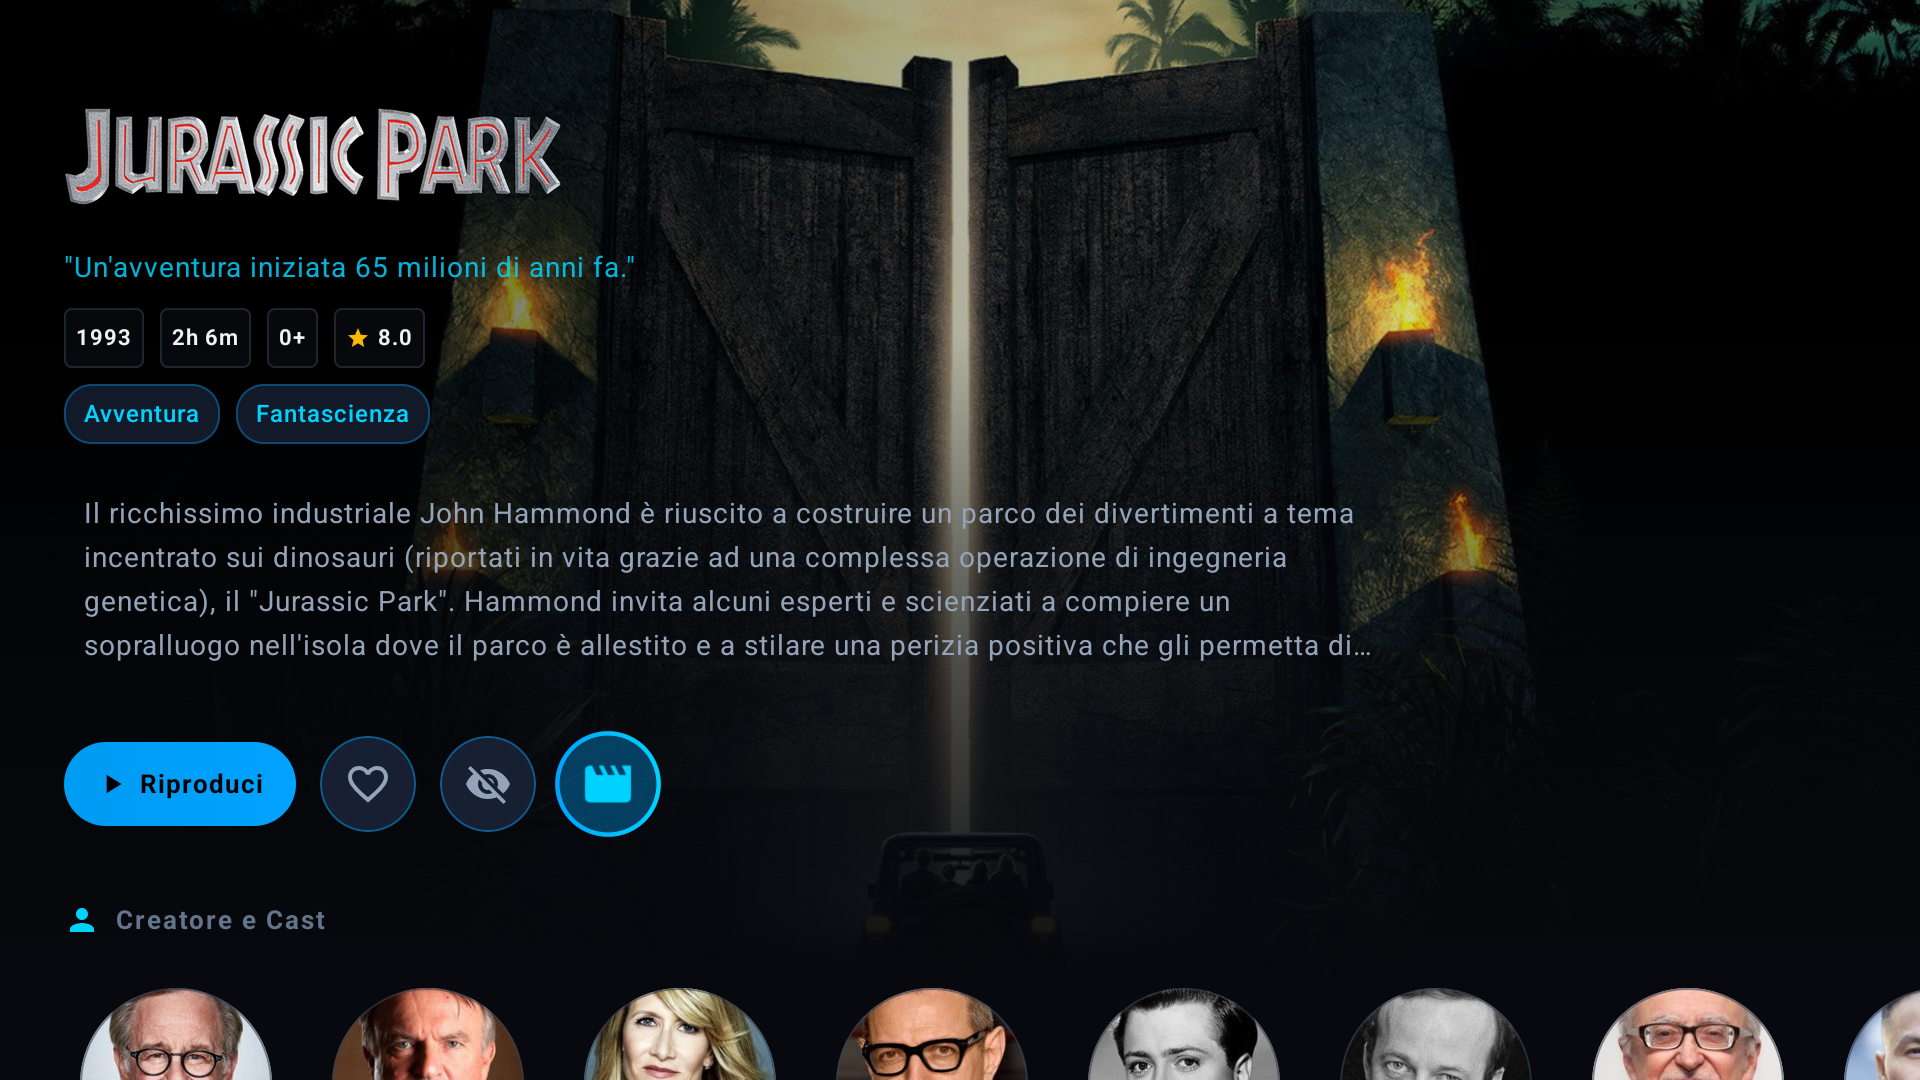 JURASSIC PARK
"Un'avventura iniziata 65 milioni di anni fa."
1993 2h 6m 0+ 8.0
Avventura Fantascienza
Il ricchissimo industriale John Hammond è riuscito a costruire un parco dei divertimenti a tema
incentrato sui dinosauri (riportati in vita grazie ad una complessa operazione di ingegneria
genetica), il "Jurassic Park". Hammond invita alcuni esperti e scienziati a compiere un
sopralluogo nell'isola dove il parco è allestito e a stilare una perizia positiva che gli permetta di…
Riproduci
Creatore e Cast